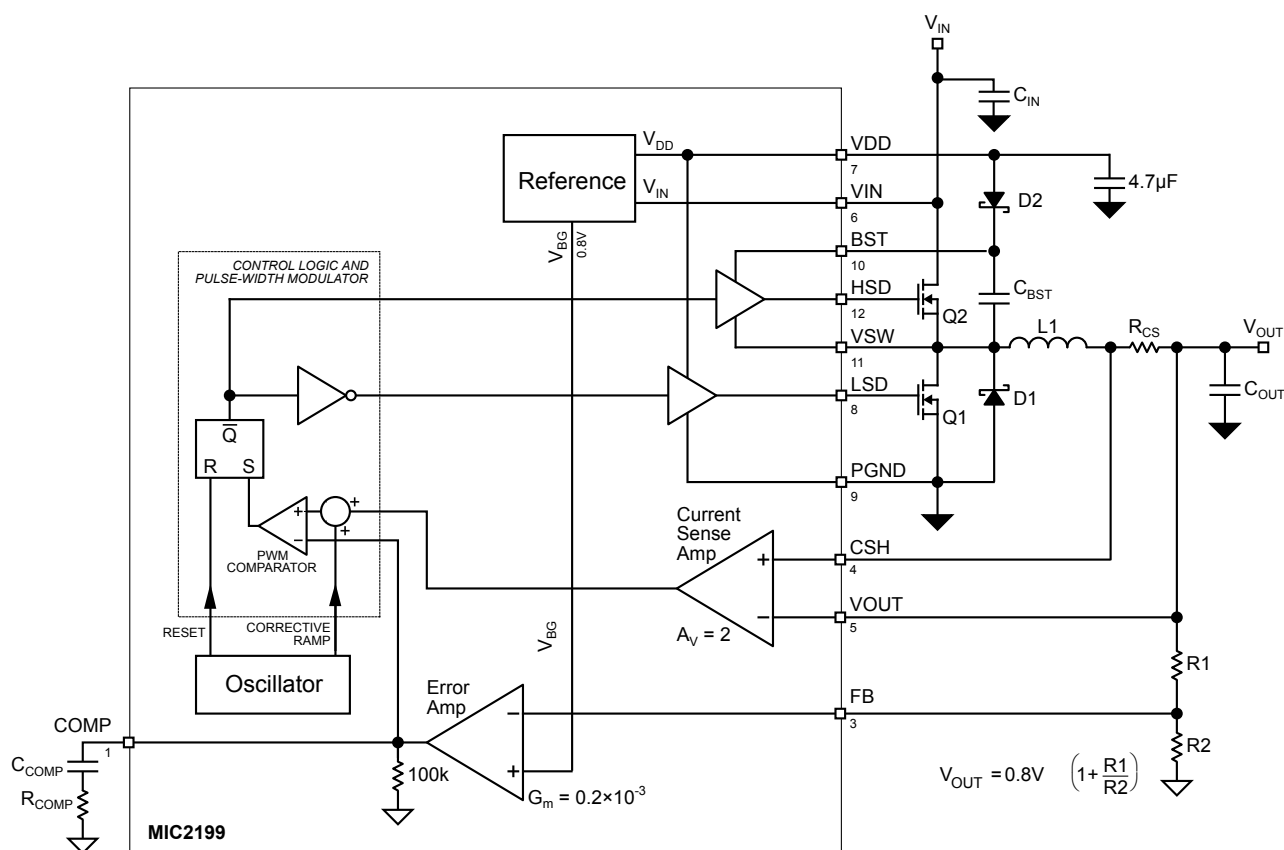 VIN
CIN
VDD
7
VDD
4.7µF
Reference
VIN
VIN
6
D2
VBG
0.8V
BST
10
CONTROL LOGIC AND
PULSE-WIDTH MODULATOR
HSD
12
CBST
Q2
VSW
11
L1
RCS
VOUT
LSD
8
Q1
D1
COUT
Q̅
R S
PGND
9
Current
Sense
Amp
+
+
+
−
PWM
COMPARATOR
CSH
4
+
VOUT
5
−
AV = 2
RESET
CORRECTIVE
RAMP
VBG
R1
Oscillator
Error
Amp
FB
3
−
COMP
1
R2
CCOMP
100k
+
VOUT = 0.8V (1+R1/R2)
RCOMP
Gm = 0.2×10-3
MIC2199